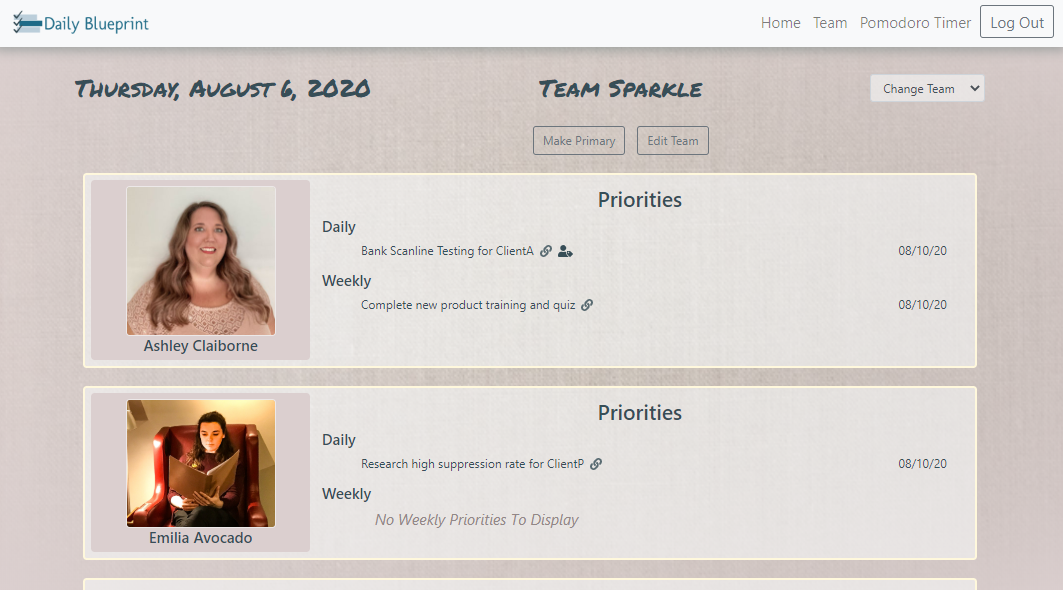 Daily Blueprint
Home Team Pomodoro Timer Log Out
Thursday, August 6, 2020 Team Sparkle Change Team
Make Primary Edit Team
Priorities
Daily
Bank Scanline Testing for ClientA 08/10/20
Weekly
Complete new product training and quiz 08/10/20
Ashley Claiborne
Priorities
Daily
Research high suppression rate for ClientP 08/10/20
Weekly
No Weekly Priorities To Display
Emilia Avocado